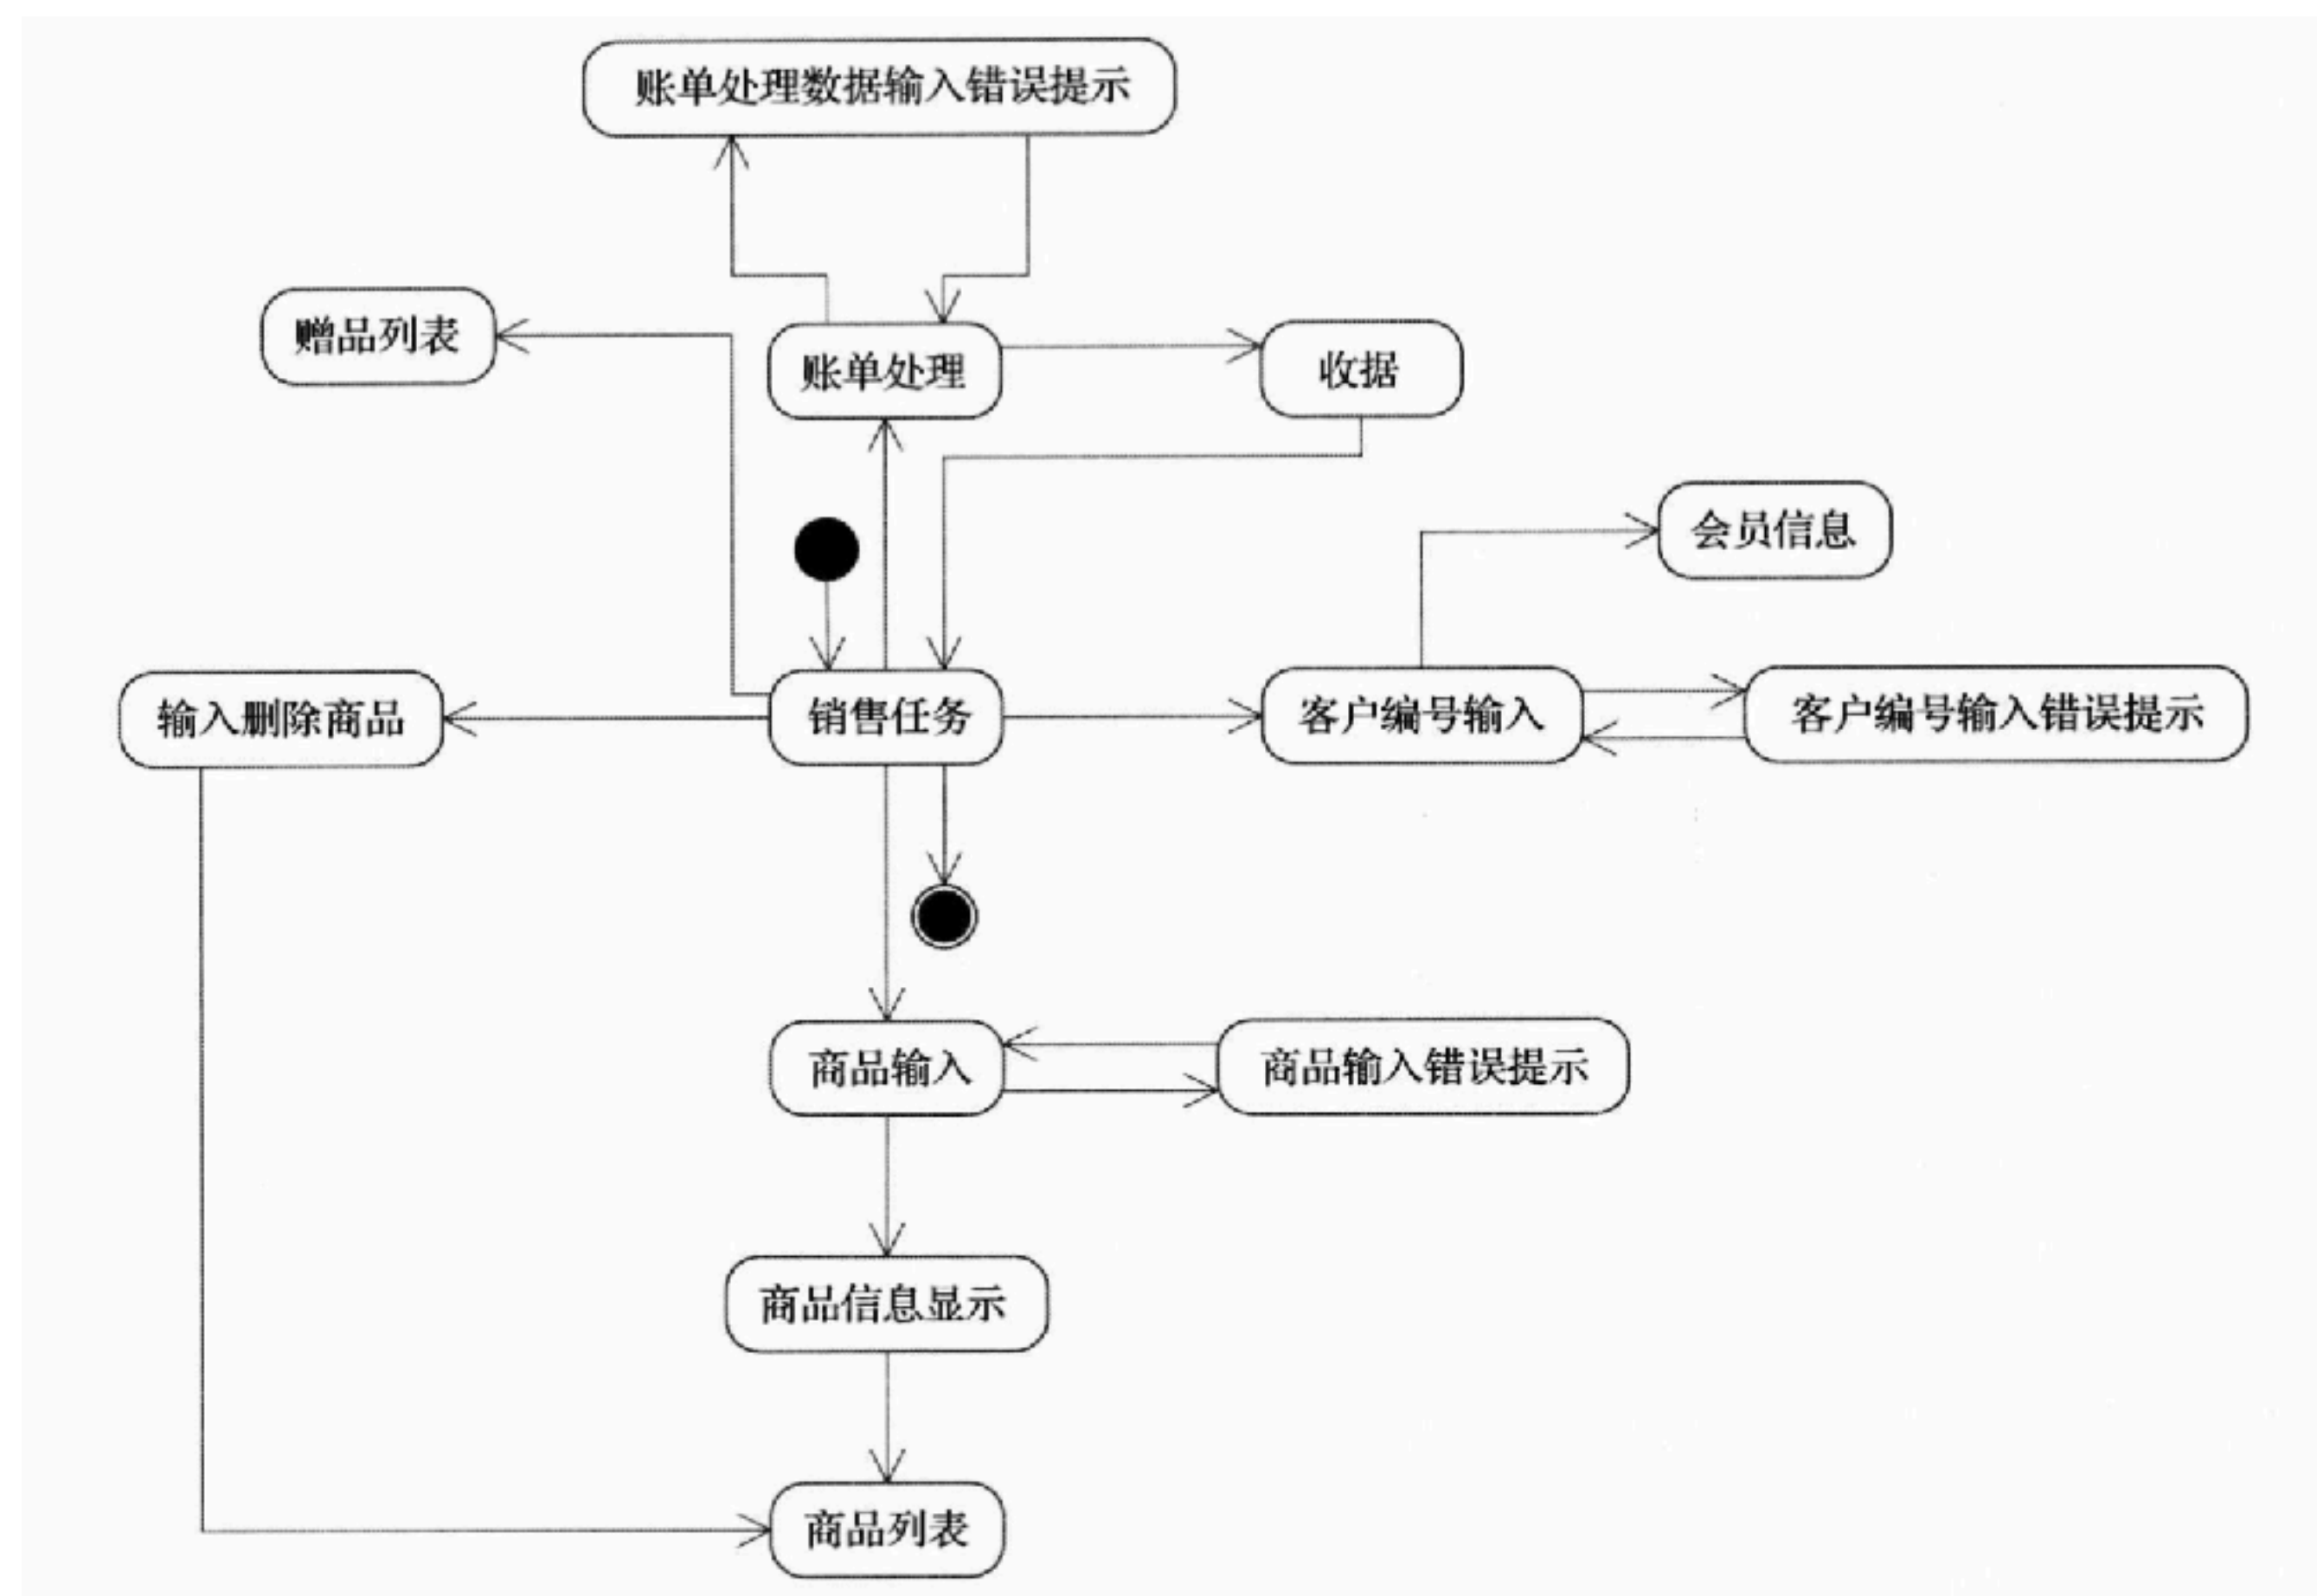 账单处理数据输入错误提示
赠品列表
账单处理
收据
会员信息
输入删除商品
销售任务
客户编号输入
客户编号输入错误提示
商品输入
商品输入错误提示
商品信息显示
商品列表